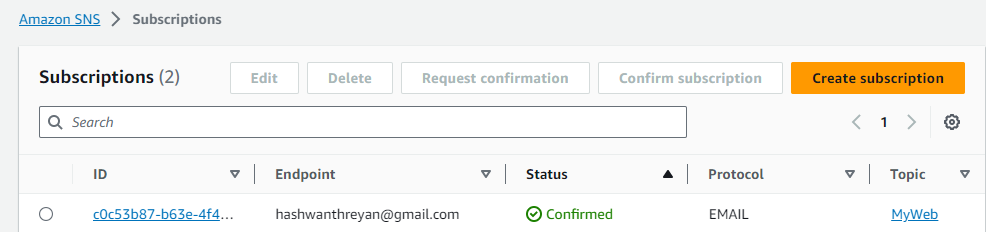 Amazon SNS > Subscriptions
Subscriptions (2) Edit Delete Request confirmation Confirm subscription Create subscription
Search 1
ID Endpoint Status Protocol Topic
c0c53b87-b63e-4f4... hashwanthreyan@gmail.com Confirmed EMAIL MyWeb